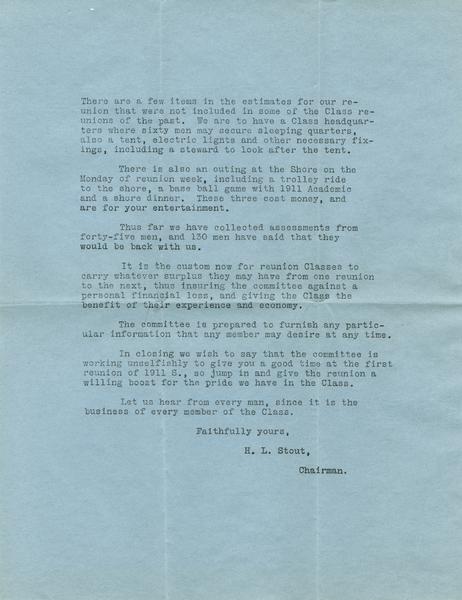 There are a few items in the estimates for our re-
union that were not included in some of the Class re-
unions of the past. We are to have a Class headquar-
ters where sixty men may secure sleeping quarters,
also a tent, electric lights and other necessary fix-
ings, including a steward to look after the tent.
There is also an outing at the Shore on the
Monday of reunion week, including a trolley ride
to the shore, a base ball game with 1911 Academic
and a shore dinner. These three cost money, and
are for your entertainment.
Thus far we have collected assessments from
forty-five men, and 130 men have said that they
would be back with us.
It is the custom now for reunion Classes to
carry whatever surplus they may have from one reunion
to the next, thus insuring the committee against a
personal financial loss, and giving the Class the
benefit of their experience and economy.
The committee is prepared to furnish any partic-
ular information that any member may desire at any time.
In closing we wish to say that the committee is
working unselfishly to give you a good time at the first
reunion of 1911 S., so jump in and give the reunion a
willing boost for the pride we have in the Class.
Let us hear from every man, since it is the
business of every member of the Class.
Faithfully yours,
H. L. Stout,
Chairman.